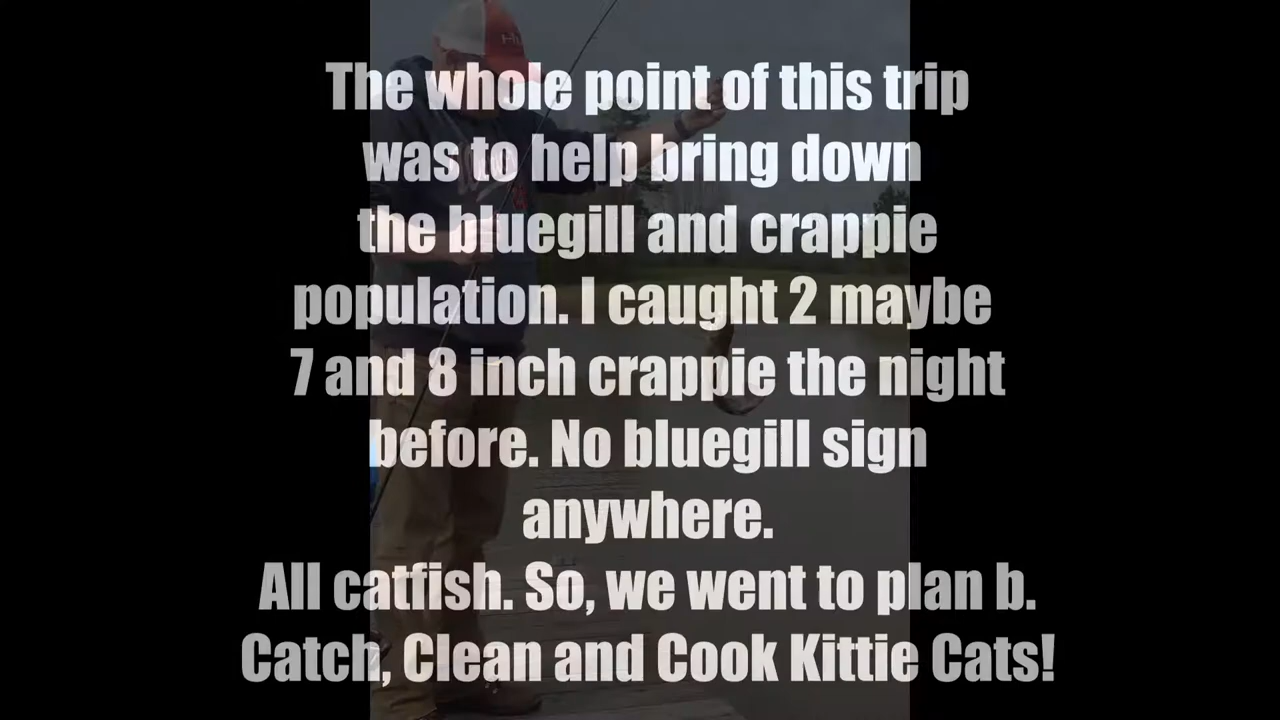 The whole point of this trip
was to help bring down
the bluegill and crappie
population. I caught 2 maybe
7 and 8 inch crappie the night
before. No bluegill sign
anywhere.
All catfish. So, we went to plan b.
Catch, Clean and Cook Kittie Cats!